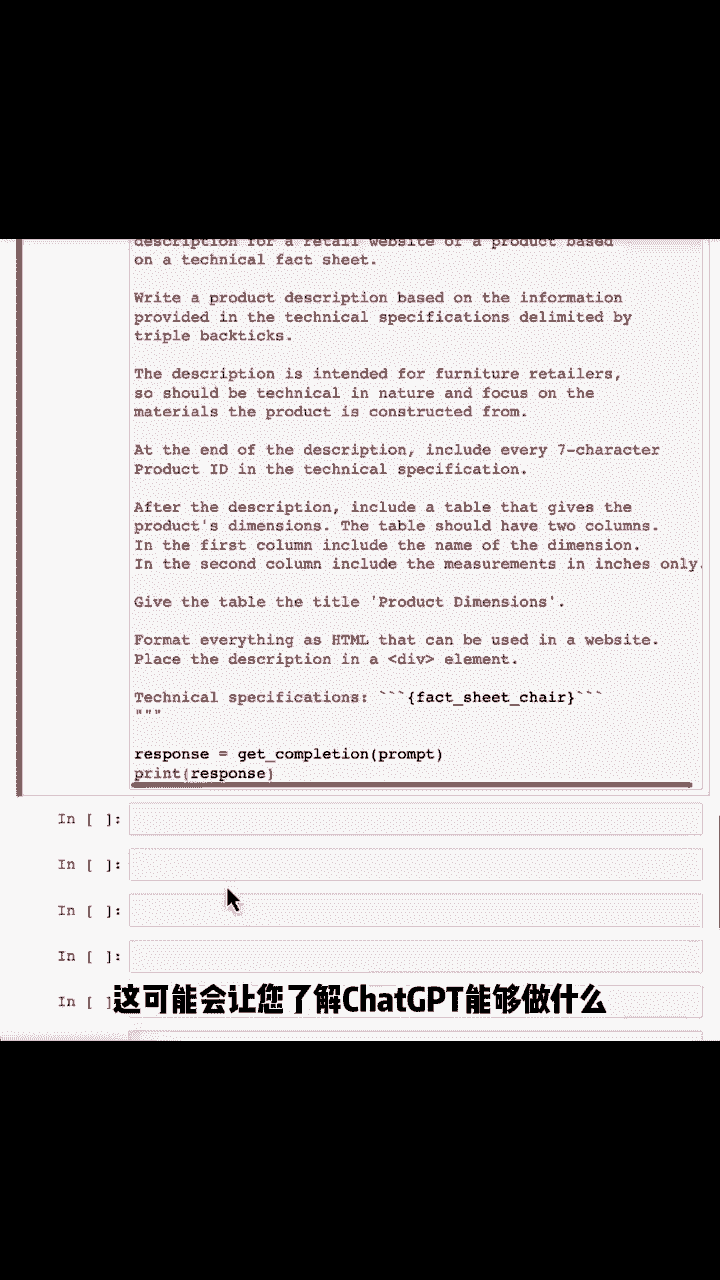 description for a retail website of a product based
on a technical fact sheet.
Write a product description based on the information
provided in the technical specifications delimited by
triple backticks.
The description is intended for furniture retailers,
so should be technical in nature and focus on the
materials the product is constructed from.
At the end of the description, include every 7-character
Product ID in the technical specification.
After the description, include a table that gives the
product's dimensions. The table should have two columns.
In the first column include the name of the dimension.
In the second column include the measurements in inches only.
Give the table the title 'Product Dimensions'.
Format everything as HTML that can be used in a website.
Place the description in a <div> element.
Technical specifications: ```{fact_sheet_chair}```
"""
response = get_completion(prompt)
print(response)
In [ ]:
In [ ]:
In [ ]:
In [ ]:
In [ ]
这可能会让您了解ChatGPT能够做什么